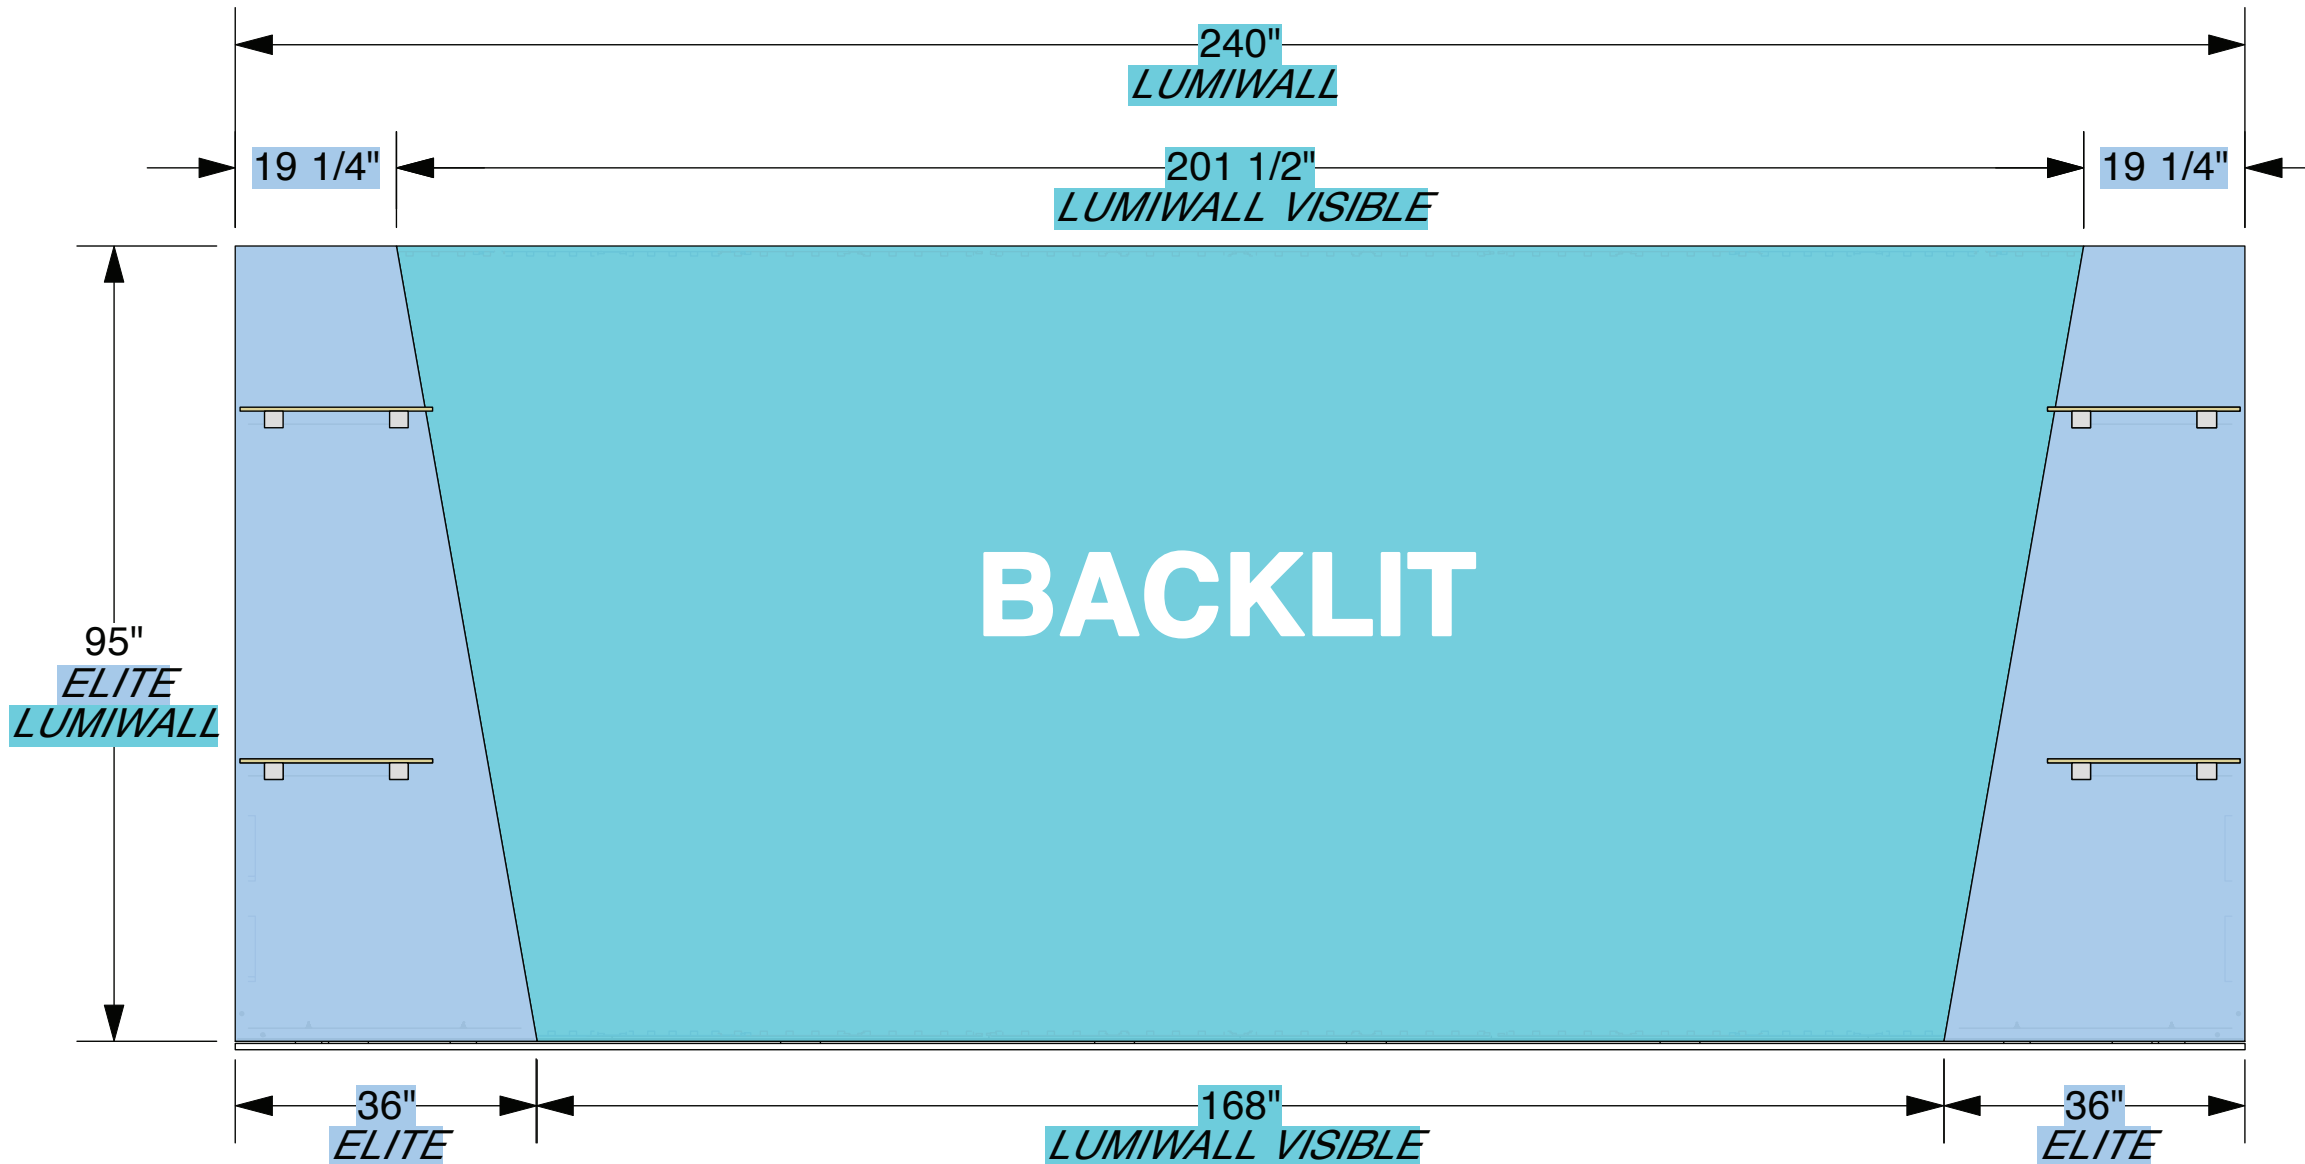 240"
LUMIWALL
19 1/4"
201 1/2"
LUMIWALL VISIBLE
19 1/4"
BACKLIT
95"
ELITE
LUMIWALL
36"
ELITE
168"
LUMIWALL VISIBLE
36"
ELITE